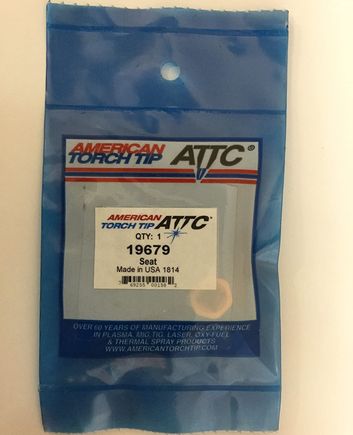 AMERICAN
TORCH TIP ATTC®
AMERICAN
TORCH TIP ATTC™
QTY: 1
19679
Seat
Made in USA 1814
OVER 60 YEARS OF MANUFACTURING EXPERIENCE
IN PLASMA, MIG, TIG, LASER, OXY-FUEL
& THERMAL SPRAY PRODUCTS
WWW.AMERICANTORCHTIP.COM